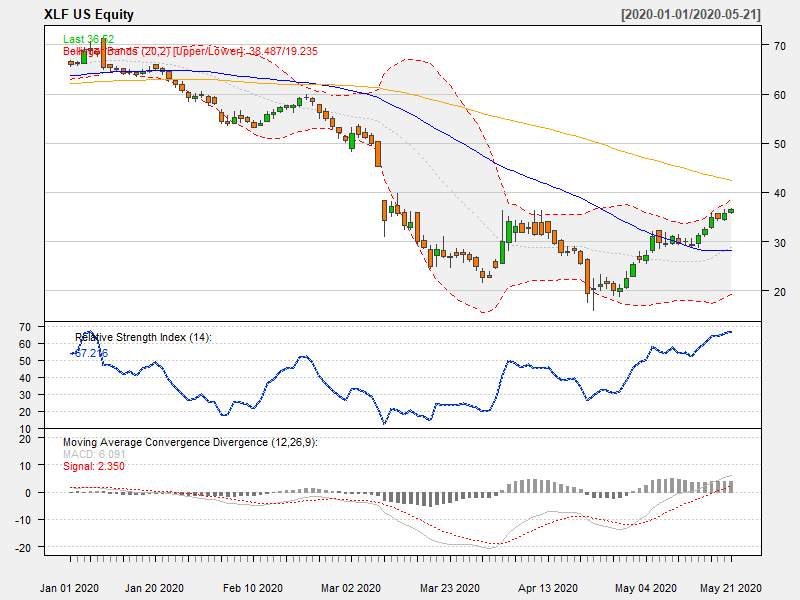 XLF US Equity
[2020-01-01/2020-05-21]
Last 36.52
Bollinger Bands (20,2) [Upper/Lower]: 38.487/19.235
70
60
50
40
30
20
Relative Strength Index (14):
67.216
70
60
50
40
30
20
10
Moving Average Convergence Divergence (12,26,9):
MACD: 6.091
Signal: 2.350
20
10
0
-10
-20
Jan 01 2020 Jan 20 2020 Feb 10 2020 Mar 02 2020 Mar 23 2020 Apr 13 2020 May 04 2020 May 21 2020